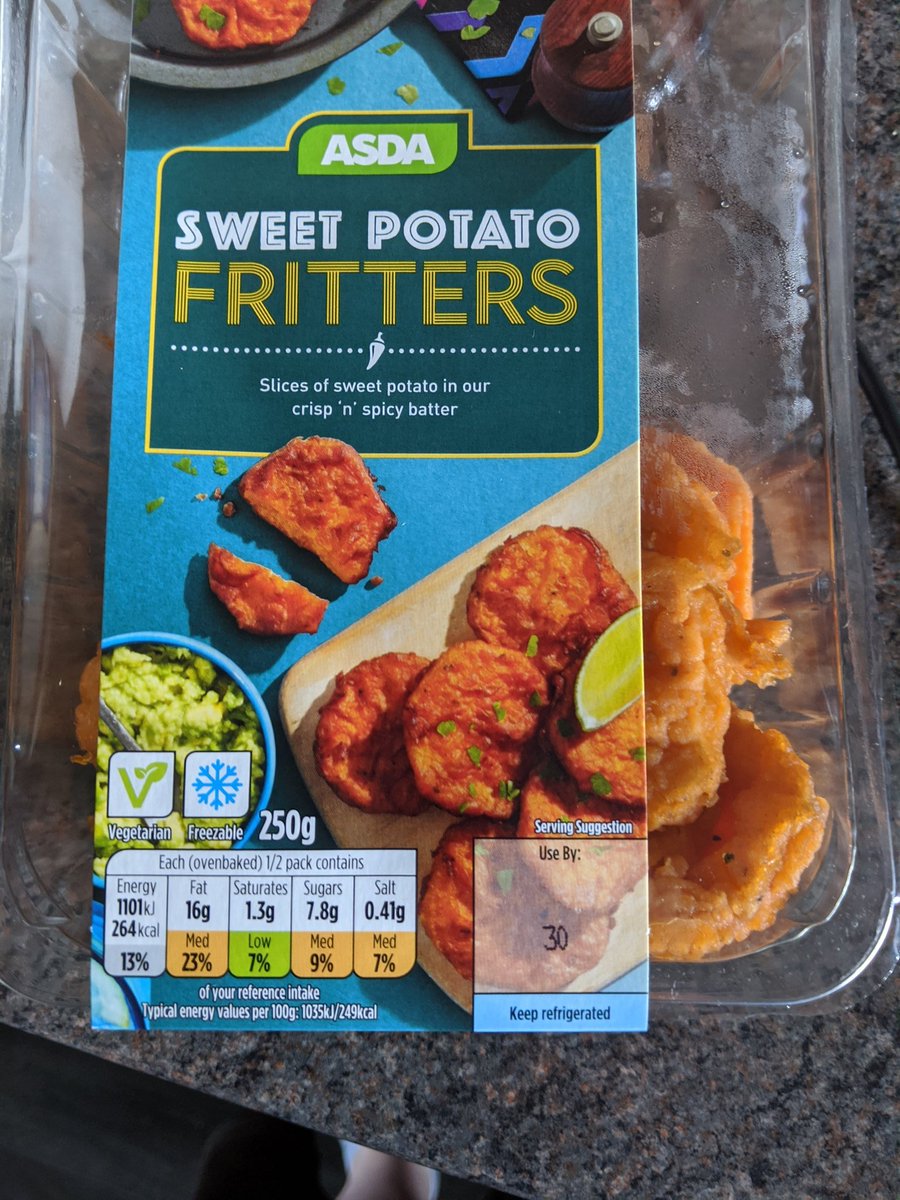 ASDA
SWEET POTATO
FRITTERS
Slices of sweet potato in our
crisp 'n' spicy batter
Vegetarian
Freezable
250g
Serving Suggestion
Each (ovenbaked) 1/2 pack contains
Energy
1101kJ
264kcal
13%
Fat
16g
Med
23%
Saturates
1.3g
Low
7%
Sugars
7.8g
Med
9%
Salt
0.41g
Med
7%
of your reference intake
Typical energy values per 100g: 1035kJ/249kcal
Use By:
30
Keep refrigerated